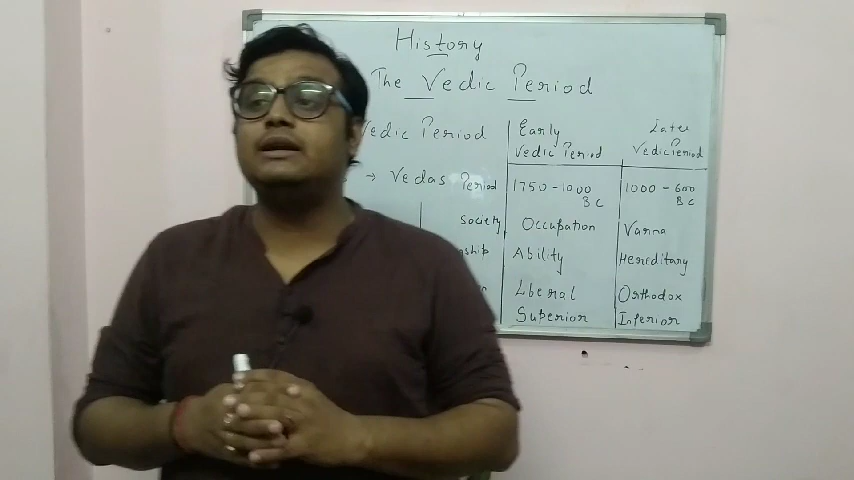 History
The Vedic Period
Vedic Period Early Vedic Period Later Vedic Period
→ Vedas Period 1750-1000 BC 1000-600 BC
Society Occupation Varna
Ability Hereditary
Lberal Orthodox
Superior Inferior